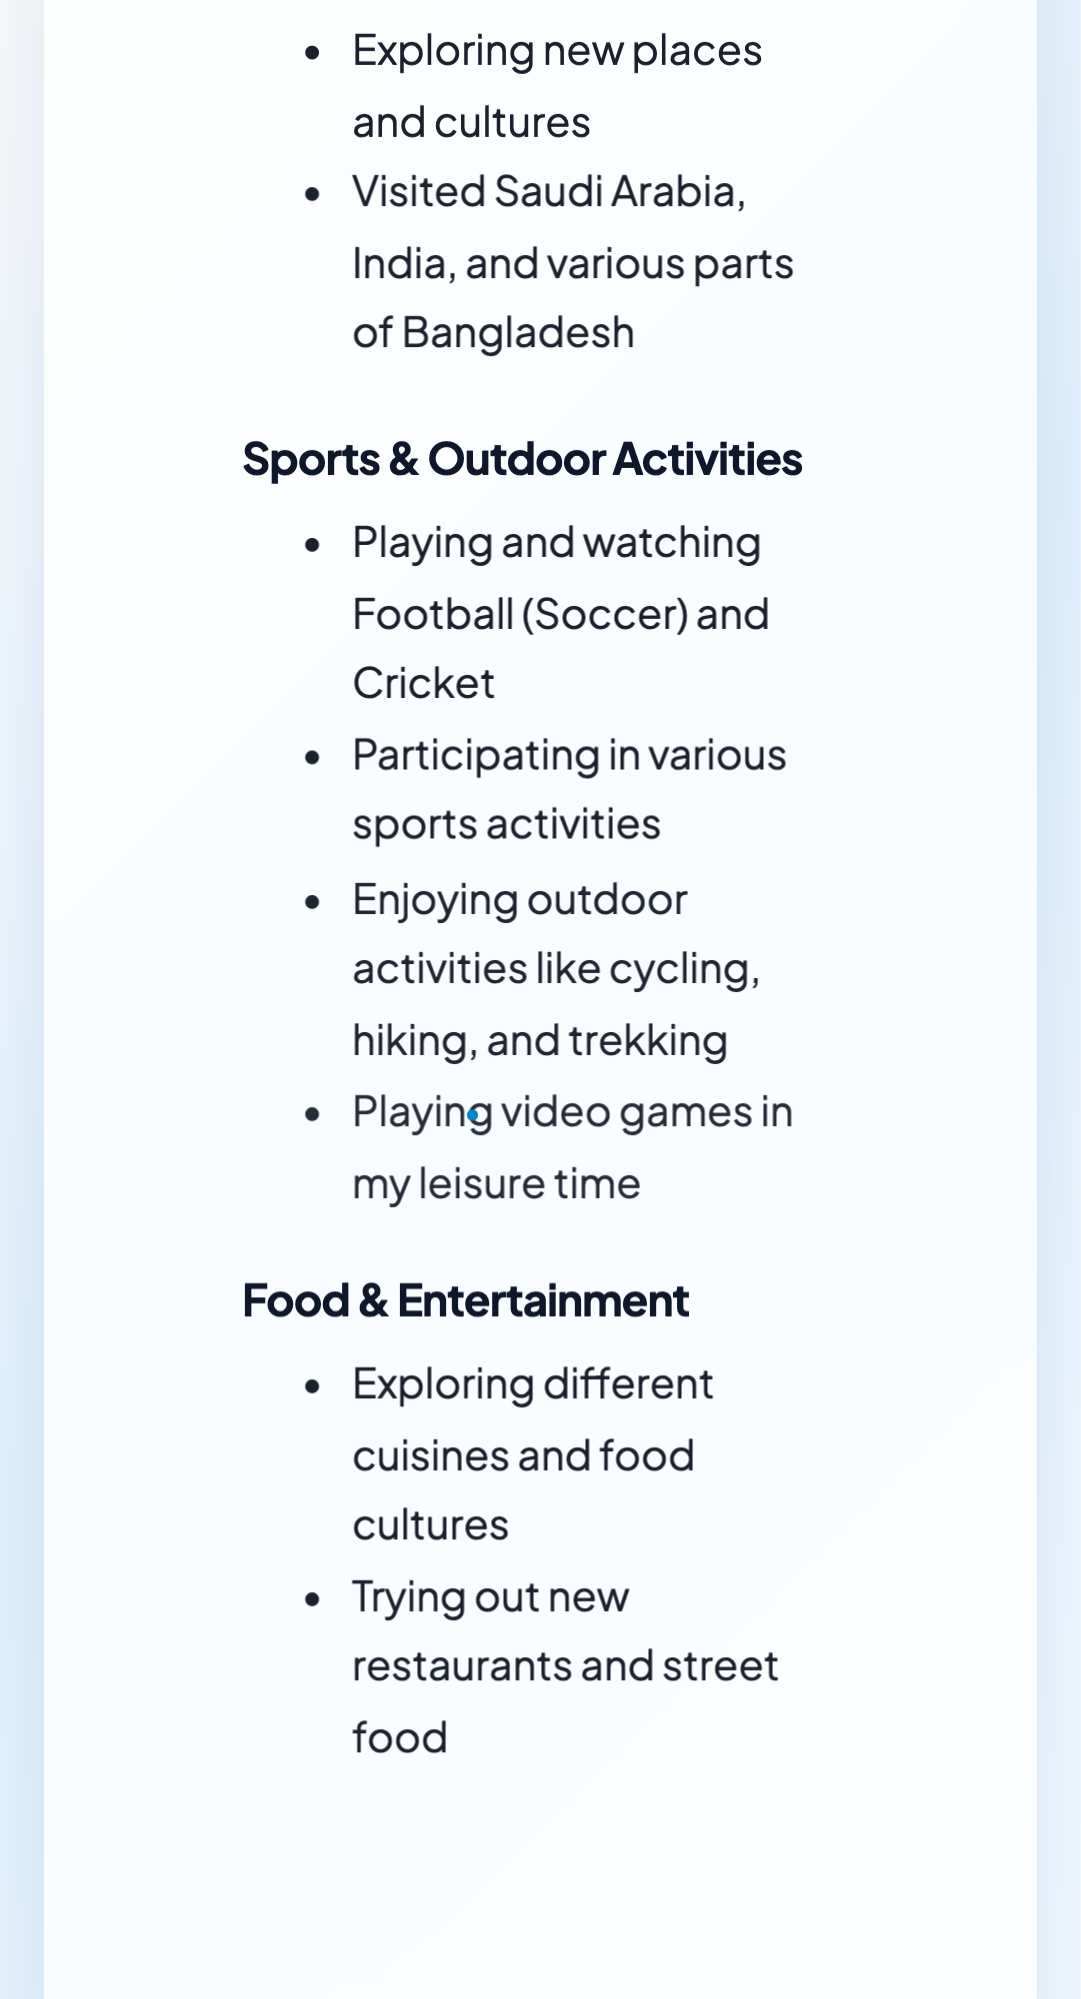 • Exploring new places
and cultures
• Visited Saudi Arabia,
India, and various parts
of Bangladesh
Sports & Outdoor Activities
• Playing and watching
Football (Soccer) and
Cricket
• Participating in various
sports activities
• Enjoying outdoor
activities like cycling,
hiking, and trekking
• Playing video games in
my leisure time
Food & Entertainment
• Exploring different
cuisines and food
cultures
• Trying out new
restaurants and street
food